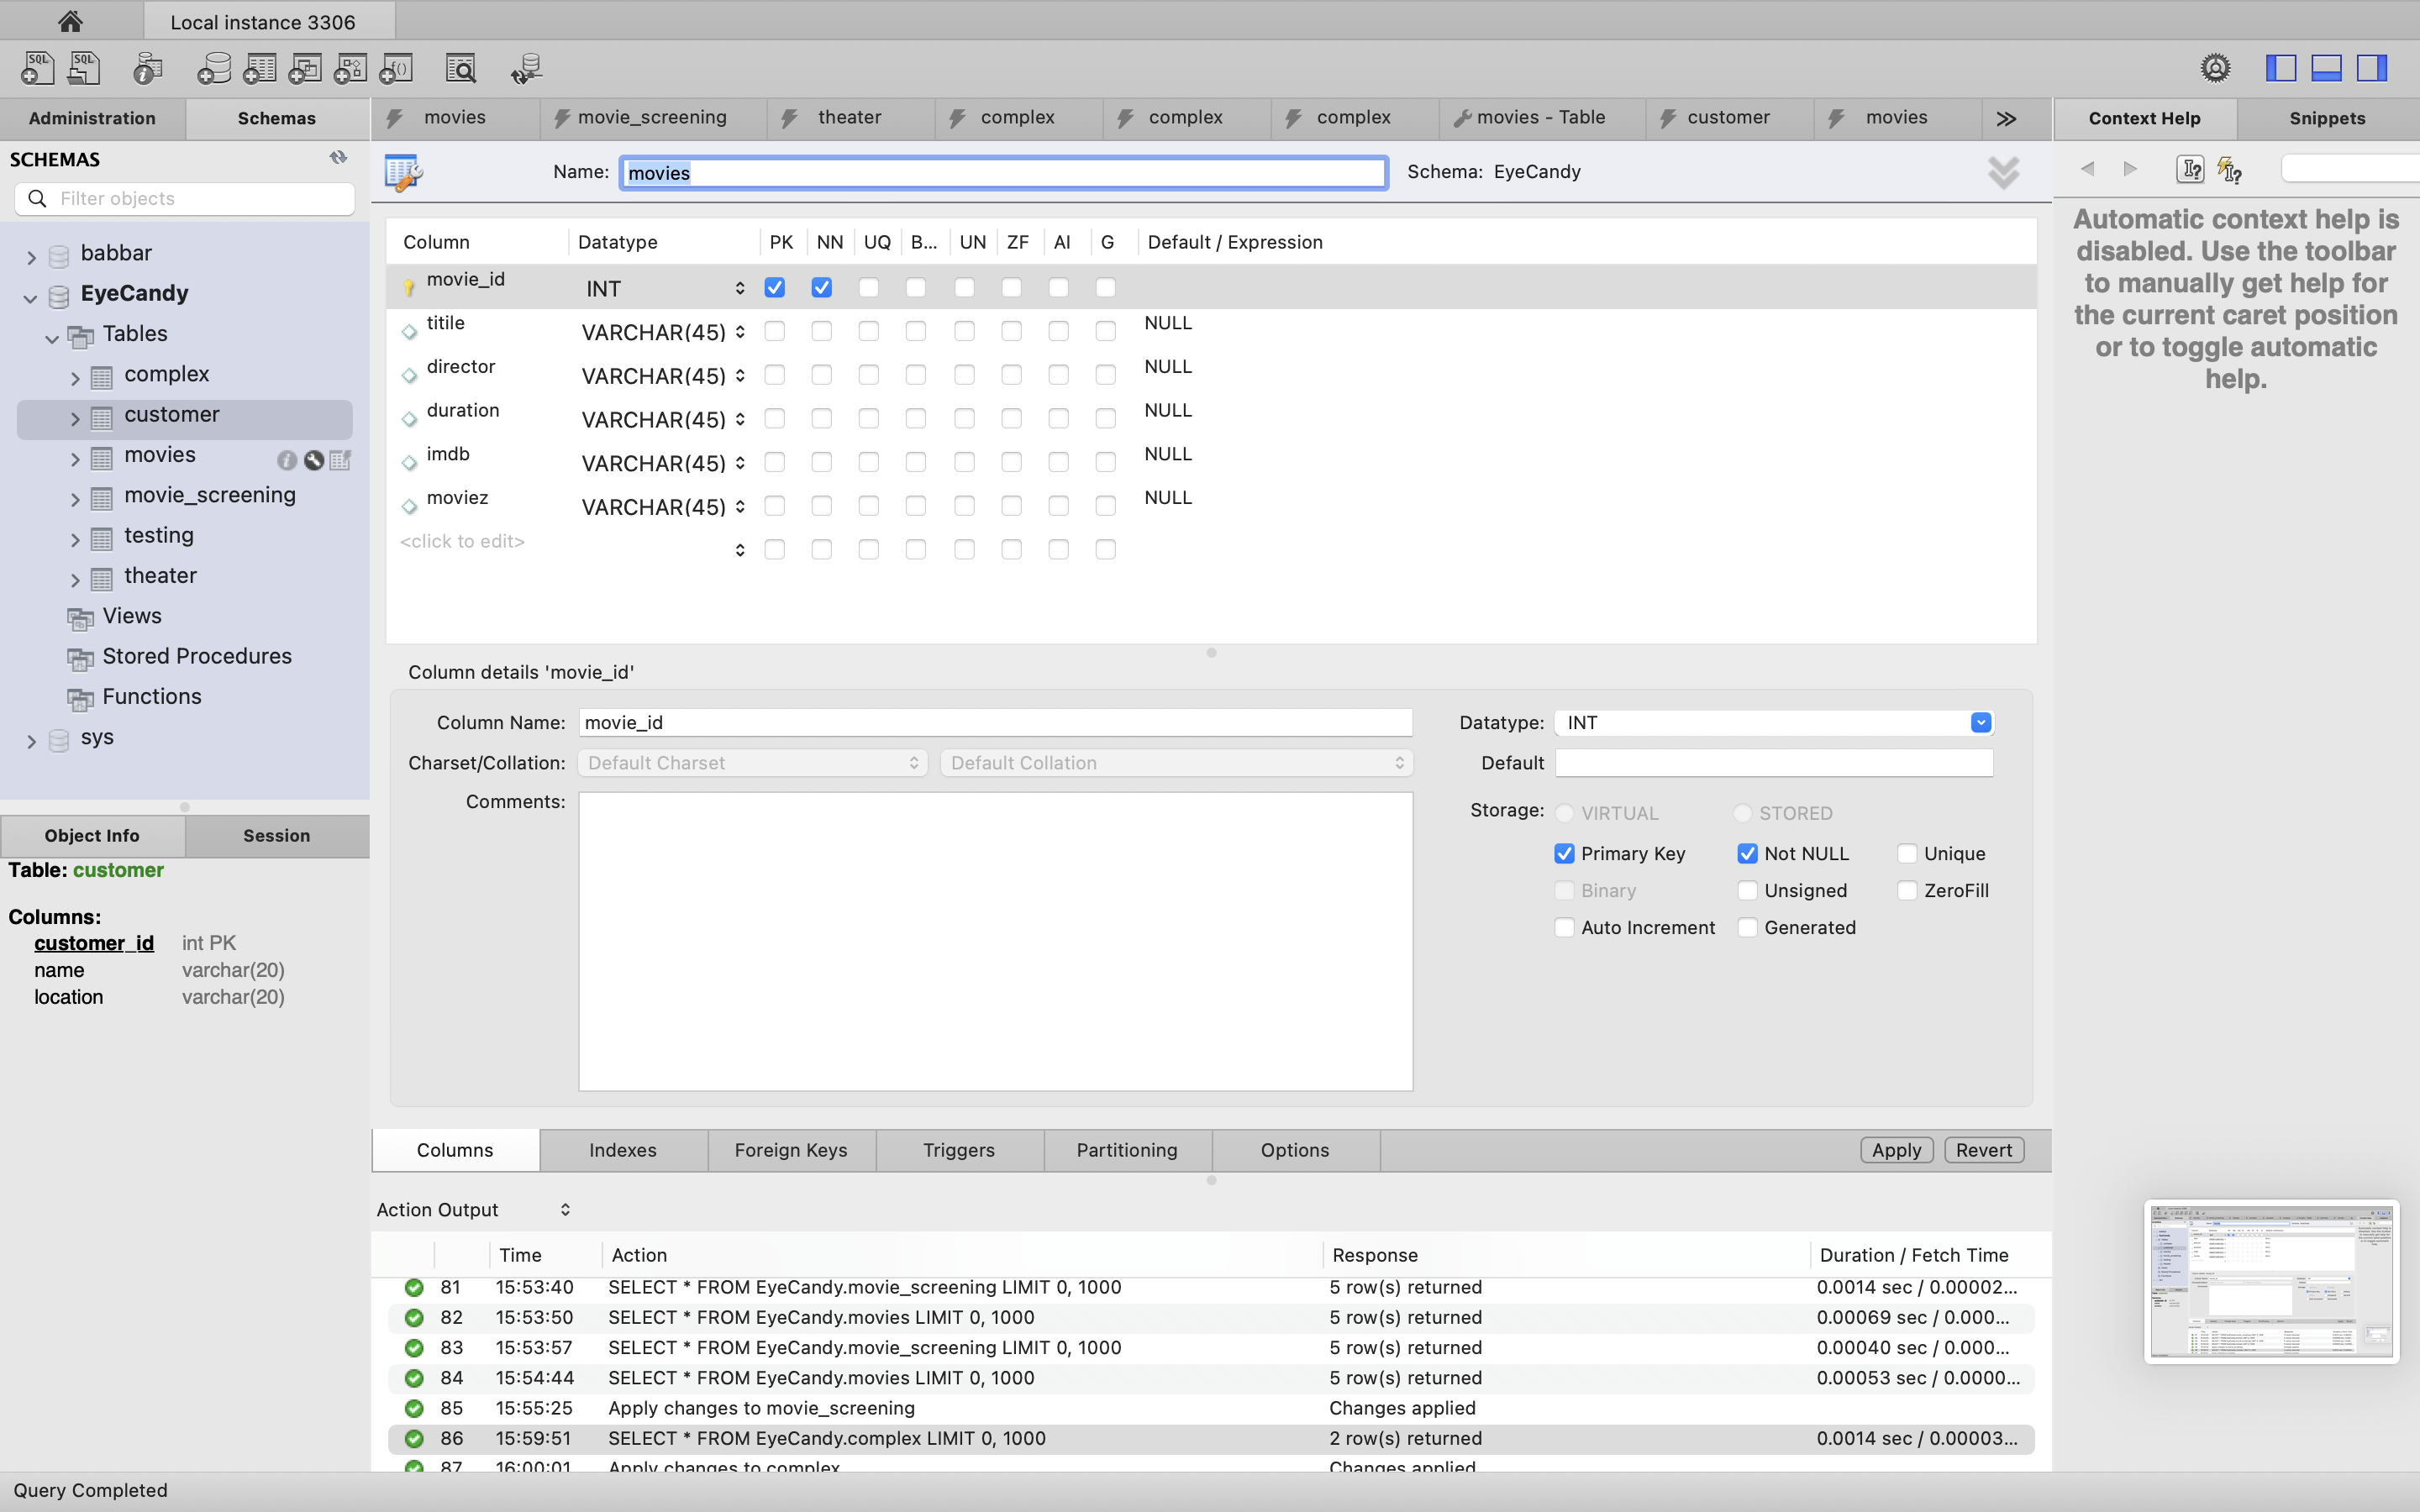 Local instance 3306
SQL SQL
Administration Schemas
movies movie_screening theater complex complex complex movies - Table customer movies
Context Help Snippets
SCHEMAS
Filter objects
babbar
EyeCandy
Tables
complex
customer
movies
movie_screening
testing
theater
Views
Stored Procedures
Functions
sys
Object Info Session
Table: customer
Columns:
customer_id int PK
name varchar(20)
location varchar(20)
Name: movies Schema: EyeCandy
Column Datatype PK NN UQ B... UN ZF AI G Default / Expression
movie_id INT
titile VARCHAR(45) NULL
director VARCHAR(45) NULL
duration VARCHAR(45) NULL
imdb VARCHAR(45) NULL
moviez VARCHAR(45) NULL
<click to edit>
Column details 'movie_id'
Column Name: movie_id Datatype: INT
Charset/Collation: Default Charset Default Collation Default
Comments: Storage: VIRTUAL STORED
Primary Key Not NULL Unique
Binary Unsigned ZeroFill
Auto Increment Generated
Columns Indexes Foreign Keys Triggers Partitioning Options Apply Revert
Action Output
Time Action Response Duration / Fetch Time
81 15:53:40 SELECT * FROM EyeCandy.movie_screening LIMIT 0, 1000 5 row(s) returned 0.0014 sec / 0.00002...
82 15:53:50 SELECT * FROM EyeCandy.movies LIMIT 0, 1000 5 row(s) returned 0.00069 sec / 0.000...
83 15:53:57 SELECT * FROM EyeCandy.movie_screening LIMIT 0, 1000 5 row(s) returned 0.00040 sec / 0.000...
84 15:54:44 SELECT * FROM EyeCandy.movies LIMIT 0, 1000 5 row(s) returned 0.00053 sec / 0.0000...
85 15:55:25 Apply changes to movie_screening Changes applied
86 15:59:51 SELECT * FROM EyeCandy.complex LIMIT 0, 1000 2 row(s) returned 0.0014 sec / 0.00003...
87 16:00:01 Apply changes to complex Changes applied
Automatic context help is
disabled. Use the toolbar
to manually get help for
the current caret position
or to toggle automatic
help.
Query Completed